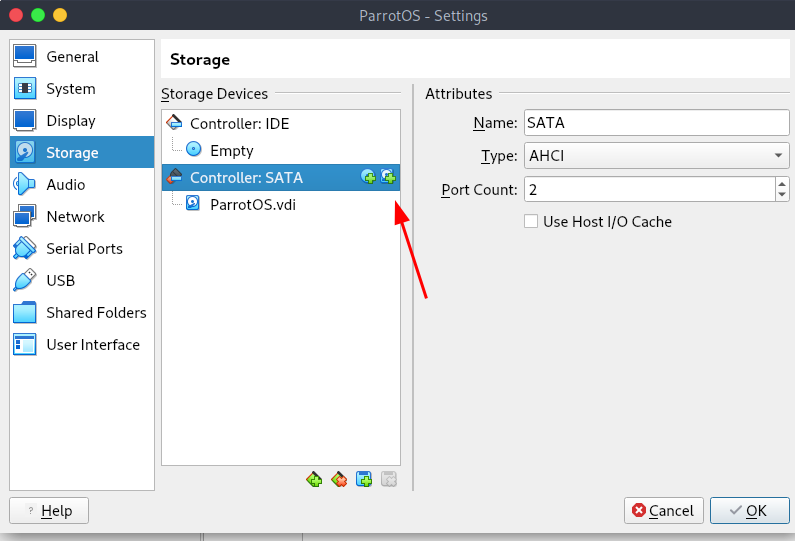 ParrotOS - Settings
General
System
Display
Storage
Audio
Network
Serial Ports
USB
Shared Folders
User Interface
Storage
Storage Devices
Controller: IDE
Empty
Controller: SATA
ParrotOS.vdi
Attributes
Name: SATA
Type: AHCI
Port Count: 2
Use Host I/O Cache
? Help
Cancel
OK